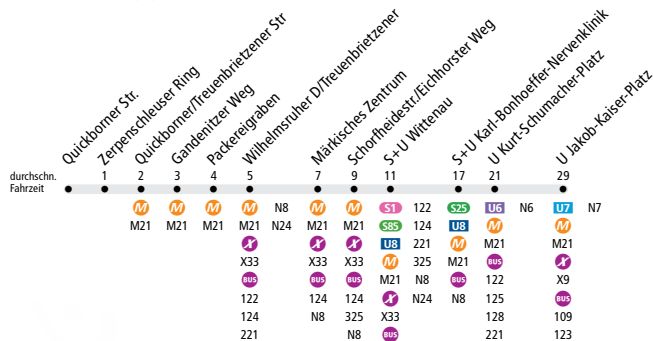 Quickborner Str.
Zerpenschleuser Ring
Quickborner/Treuenbrietzener Str
Gandenitzer Weg
Packereigraben
Wilhelmsruher D/Treuenbrietzener
Märkisches Zentrum
Schorfheidestr./Eichhorster Weg
S+U Wittenau
S+U Karl-Bonhoeffer-Nervenklinik
U Kurt-Schumacher-Platz
U Jakob-Kaiser-Platz
durchschn. 1 2 3 4 5 7 9 11 17 21 29
Fahrzeit
M M M M N8 M M S1 122 S25 U6 N6 U7 N7
M21 M21 M21 M21 N24 M21 M21 S85 124 U8 M M
X X X U8 221 M M21 M21
X33 X33 X33 M 325 M21 BUS X
BUS BUS BUS M21 N8 BUS 122 X9
122 124 124 X N24 N8 125 BUS
124 N8 325 X33 128 109
221 N8 BUS 221 123